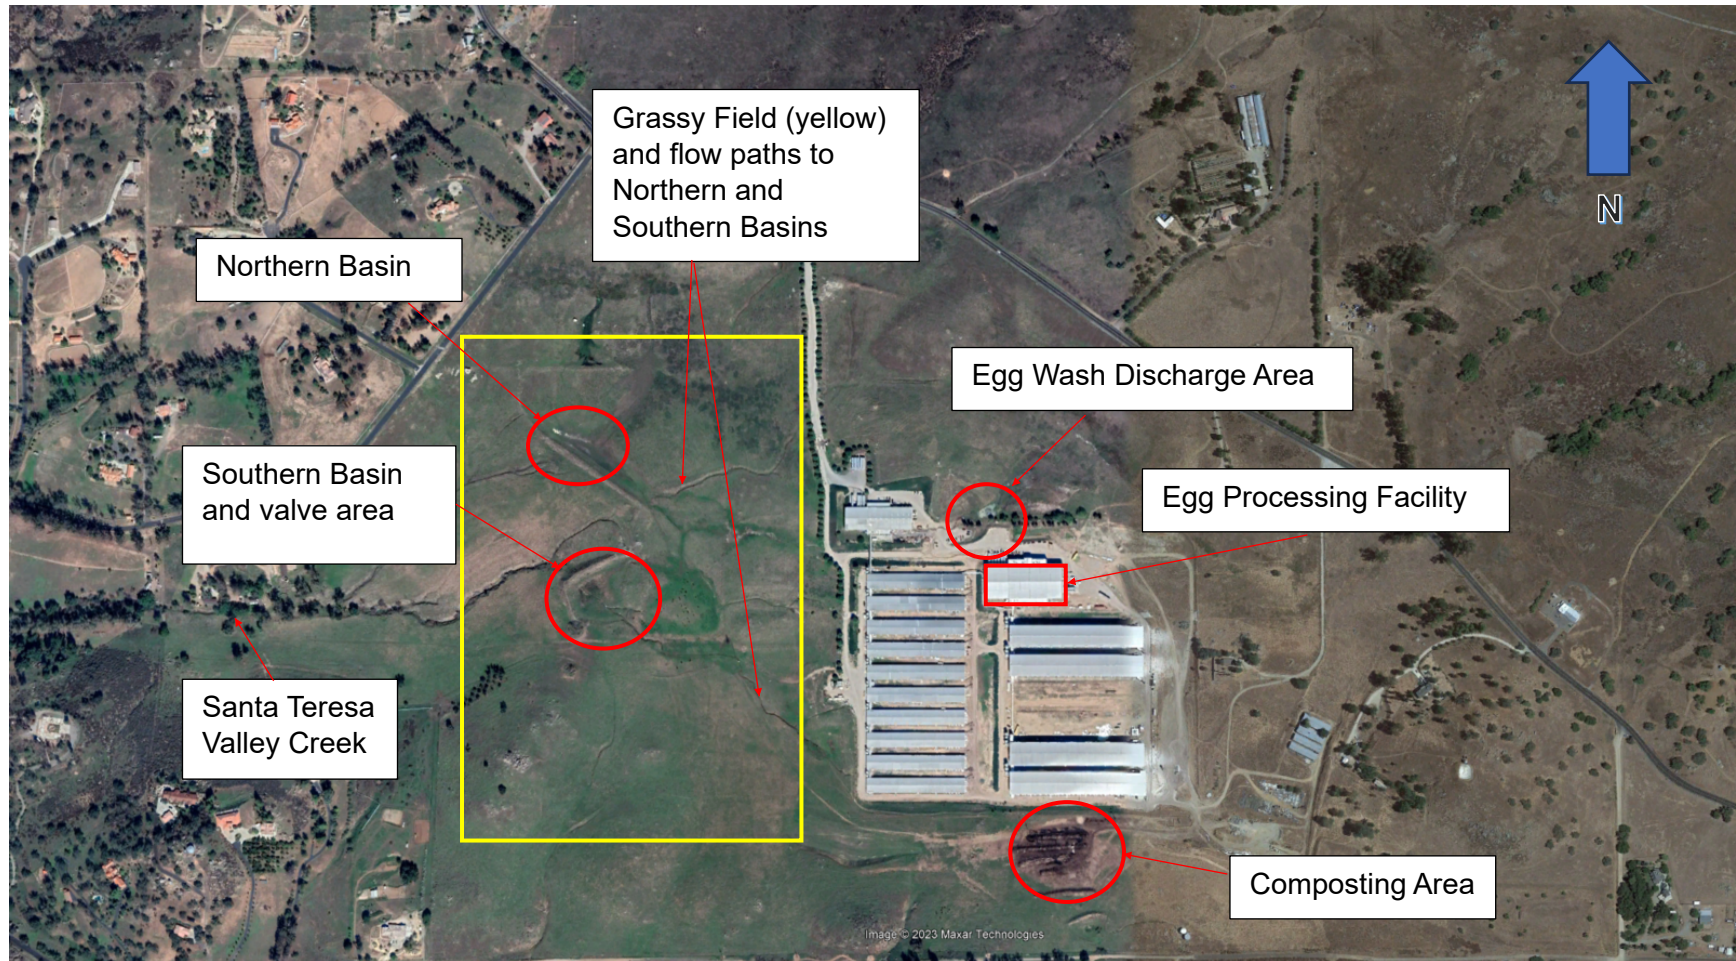 Grassy Field (yellow)
and flow paths to
Northern and
Southern Basins
N
Northern Basin
Egg Wash Discharge Area
Southern Basin
and valve area
Egg Processing Facility
Santa Teresa
Valley Creek
Composting Area
Image © 2023 Maxar Technologies